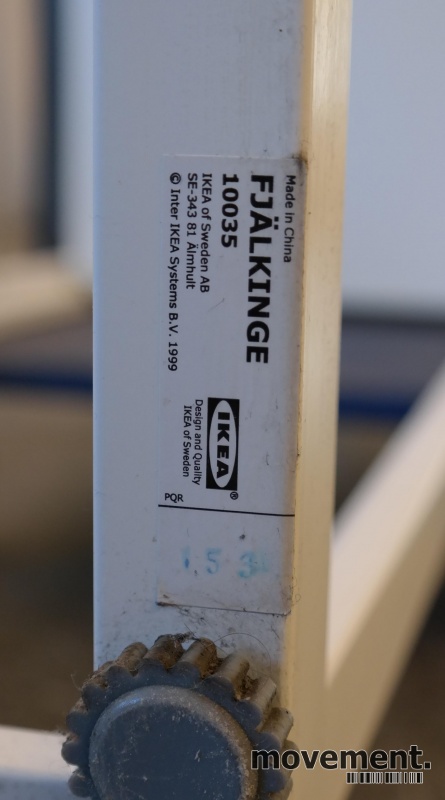 Made in China
FJÄLKINGE
10035
IKEA of Sweden AB
SE-343 81 Älmhult
© Inter IKEA Systems B.V. 1999
IKEA®
Design and Quality
IKEA of Sweden
PQR
movement.